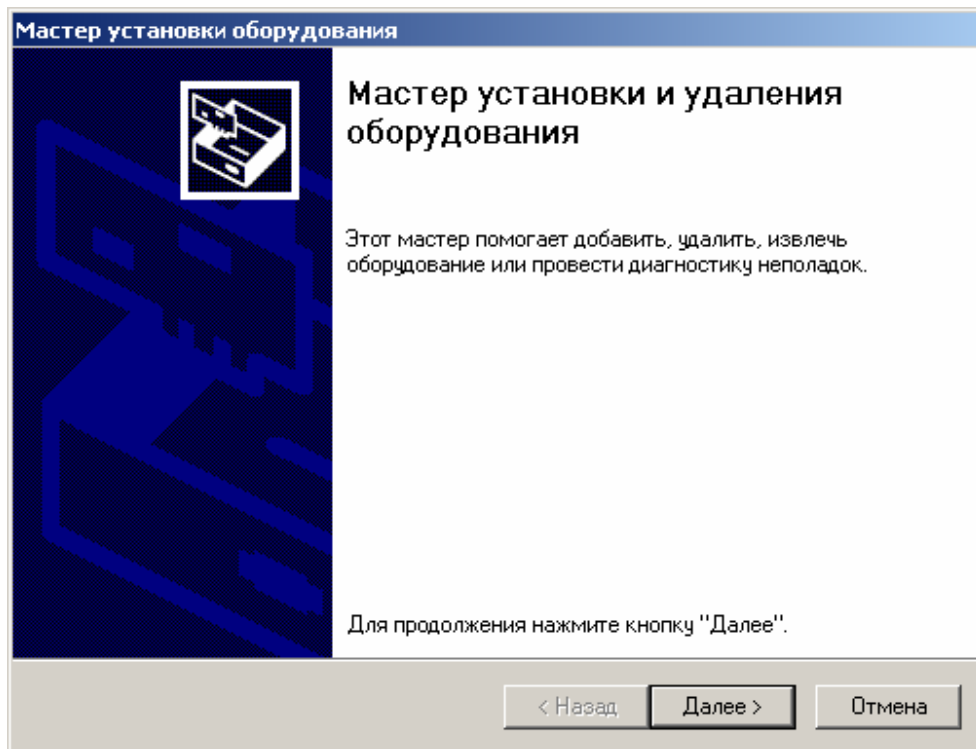 Мастер установки оборудования
Мастер установки и удаления
оборудования
Этот мастер помогает добавить, удалить, извлечь
оборудование или провести диагностику неполадок.
Для продолжения нажмите кнопку "Далее".
< Назад
Далее >
Отмена